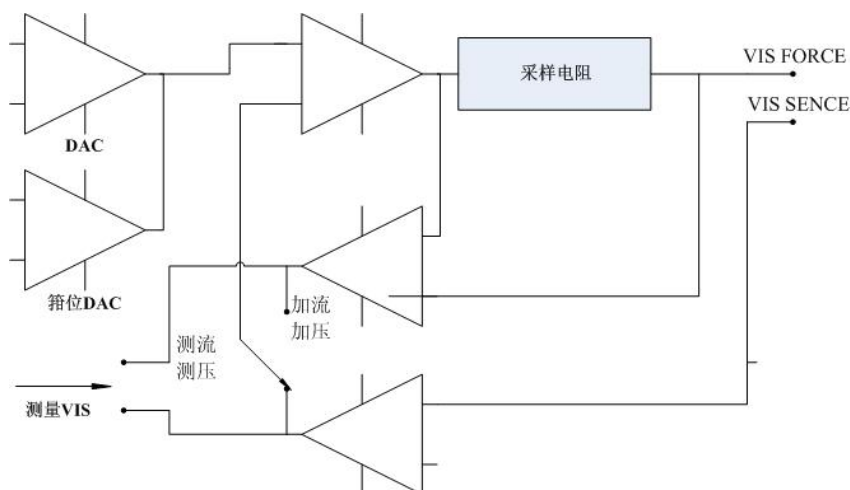 采样电阻
VIS FORCE
VIS SENCE
DAC
箝位DAC
加流
加压
测流
测压
测量VIS